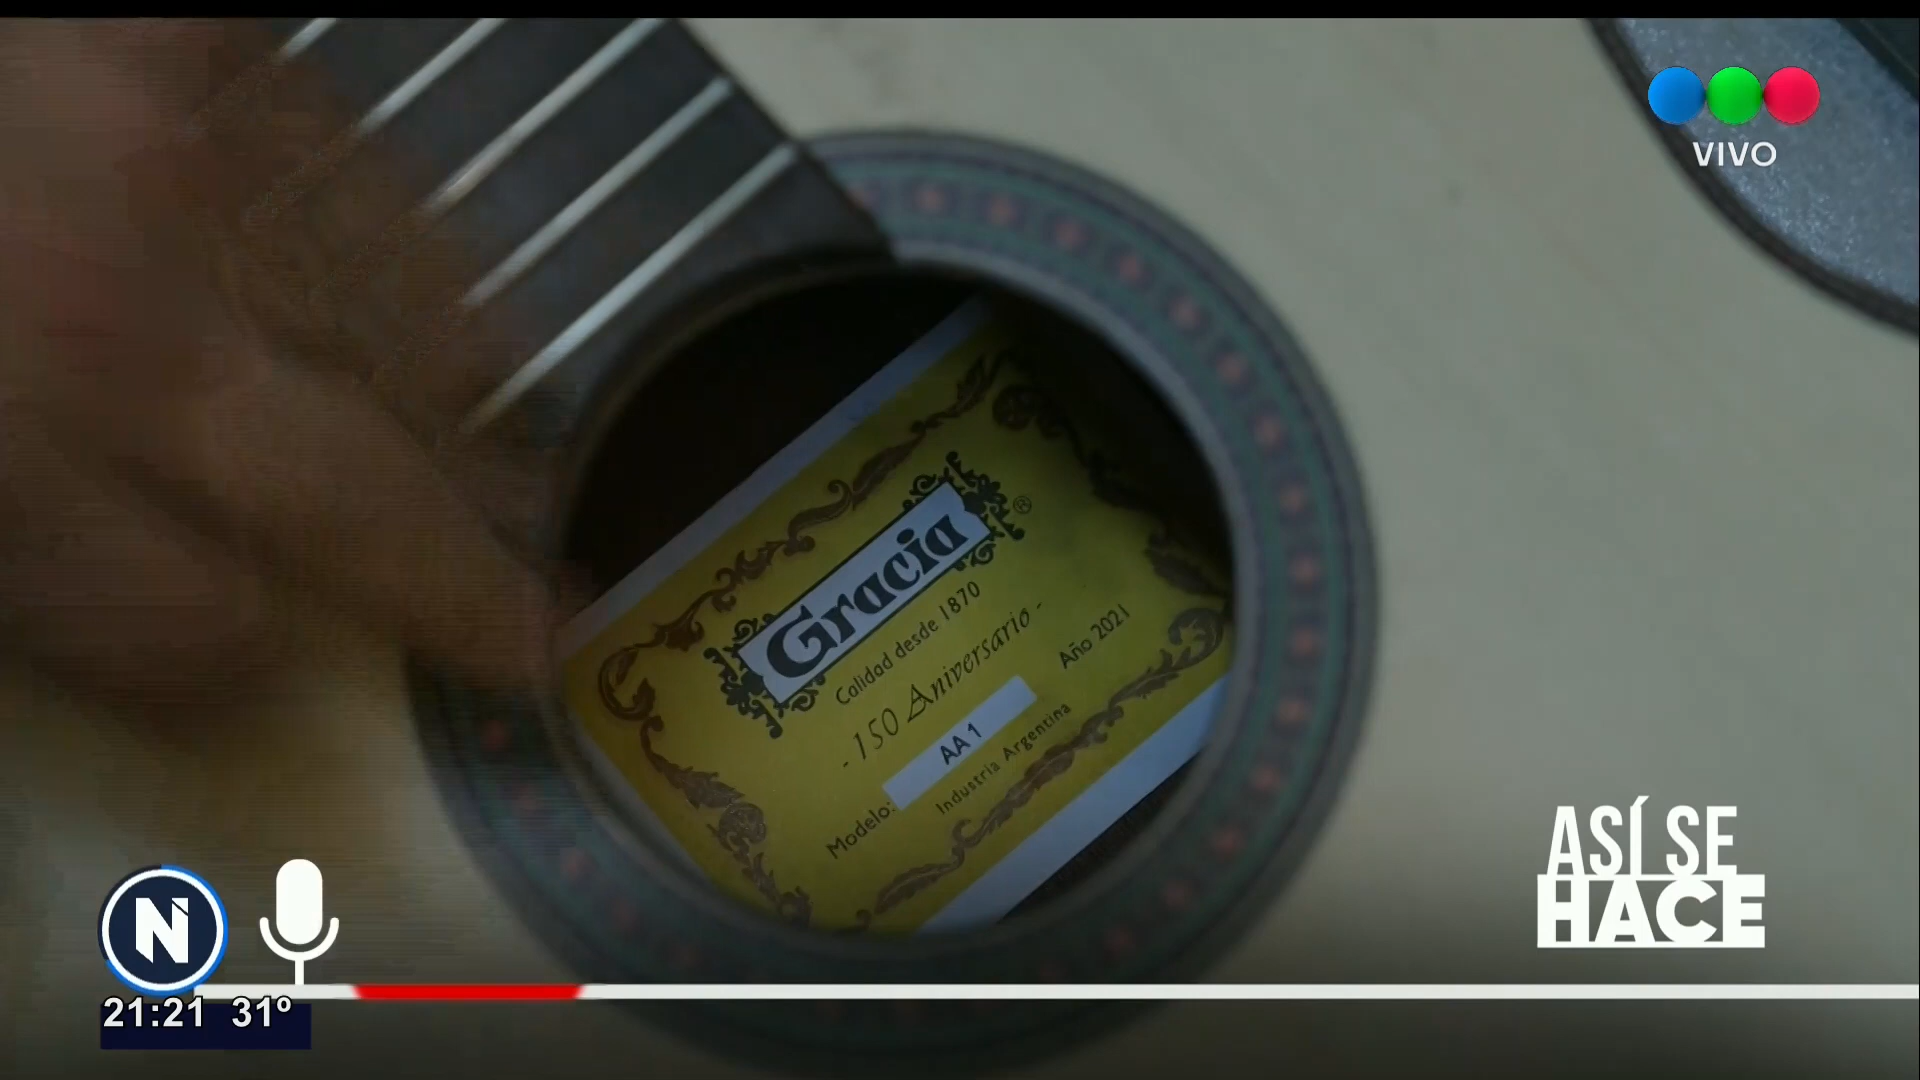 VIVO
Gracia®
Calidad desde 1870
- 150 Aniversario -
Año 2021
Modelo: AA 1
Industria Argentina
ASÍ SE
HACE
N
21:21 31º